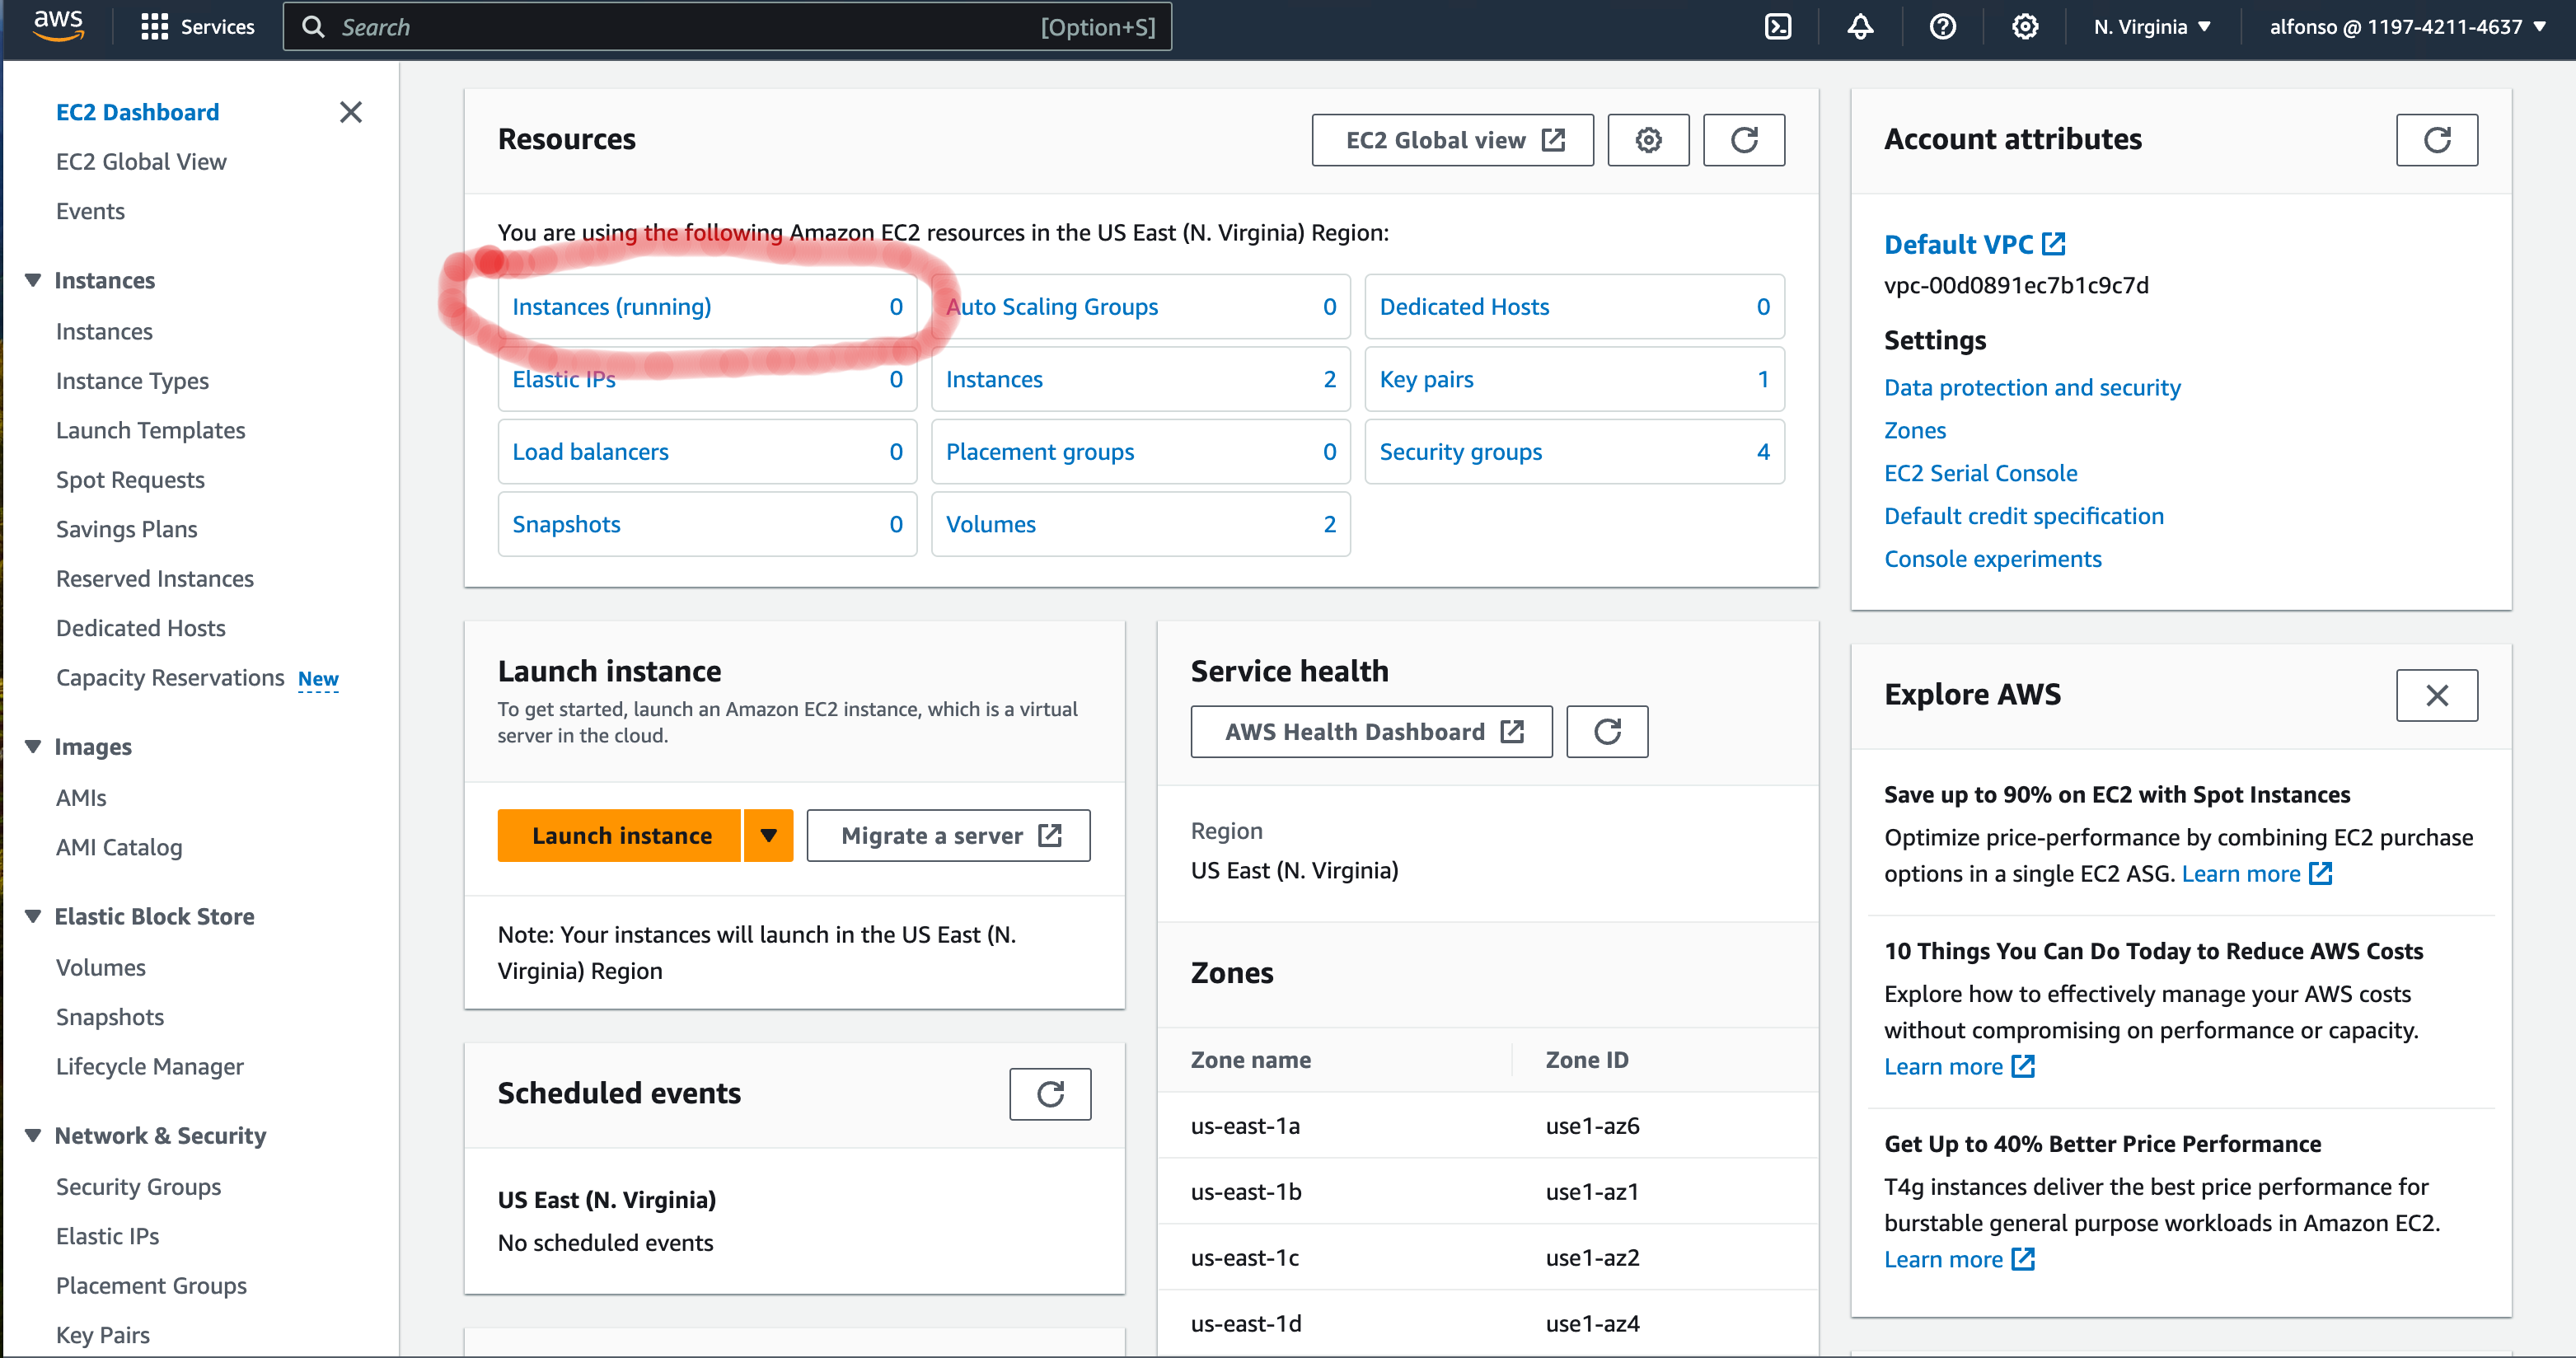 aws
Services
Search [Option+S]
N. Virginia
alfonso @ 1197-4211-4637
EC2 Dashboard
EC2 Global View
Events
Instances
Instances
Instance Types
Launch Templates
Spot Requests
Savings Plans
Reserved Instances
Dedicated Hosts
Capacity Reservations New
Images
AMIs
AMI Catalog
Elastic Block Store
Volumes
Snapshots
Lifecycle Manager
Network & Security
Security Groups
Elastic IPs
Placement Groups
Key Pairs
Resources
EC2 Global view
You are using the following Amazon EC2 resources in the US East (N. Virginia) Region:
Instances (running) 0
Auto Scaling Groups 0
Dedicated Hosts 0
Elastic IPs 0
Instances 2
Key pairs 1
Load balancers 0
Placement groups 0
Security groups 4
Snapshots 0
Volumes 2
Launch instance
To get started, launch an Amazon EC2 instance, which is a virtual
server in the cloud.
Launch instance
Migrate a server
Note: Your instances will launch in the US East (N.
Virginia) Region
Scheduled events
US East (N. Virginia)
No scheduled events
Service health
AWS Health Dashboard
Region
US East (N. Virginia)
Zones
Zone name Zone ID
us-east-1a use1-az6
us-east-1b use1-az1
us-east-1c use1-az2
us-east-1d use1-az4
Account attributes
Default VPC
vpc-00d0891ec7b1c9c7d
Settings
Data protection and security
Zones
EC2 Serial Console
Default credit specification
Console experiments
Explore AWS
Save up to 90% on EC2 with Spot Instances
Optimize price-performance by combining EC2 purchase
options in a single EC2 ASG. Learn more
10 Things You Can Do Today to Reduce AWS Costs
Explore how to effectively manage your AWS costs
without compromising on performance or capacity.
Learn more
Get Up to 40% Better Price Performance
T4g instances deliver the best price performance for
burstable general purpose workloads in Amazon EC2.
Learn more